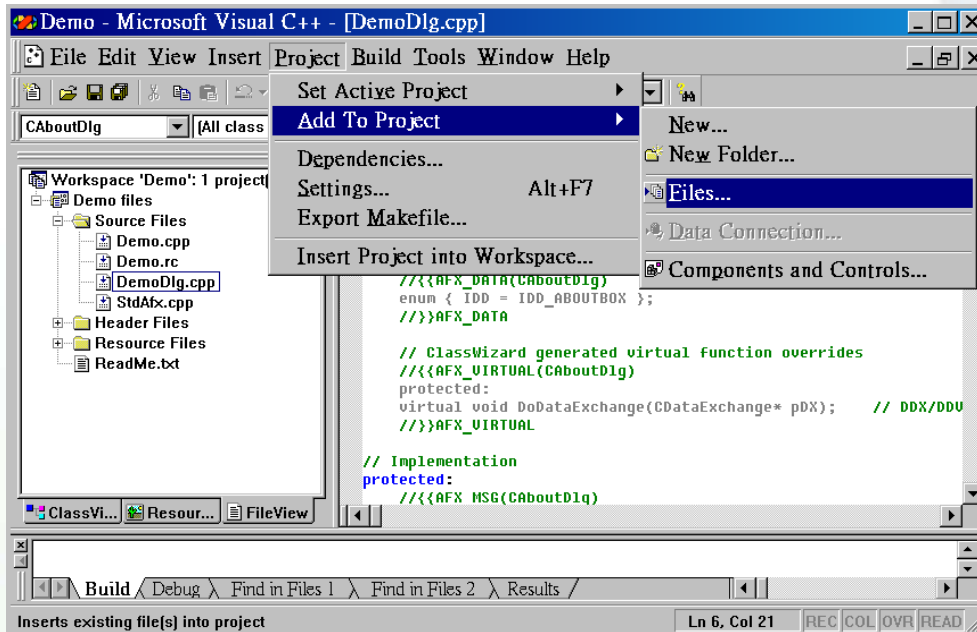 Demo - Microsoft Visual C++ - [DemoDlg.cpp]
File Edit View Insert Project Build Tools Window Help
Set Active Project
Add To Project
Dependencies...
Settings... Alt+F7
Export Makefile...
Insert Project into Workspace...
New...
New Folder...
Files...
Data Connection...
Components and Controls...
CAboutDlg
(All class
Workspace 'Demo': 1 project(
Demo files
Source Files
Demo.cpp
Demo.rc
DemoDlg.cpp
StdAfx.cpp
Header Files
Resource Files
ReadMe.txt
ClassVi... Resour... FileView
//{{AFX_DATA(CAboutDlg)
enum { IDD = IDD_ABOUTBOX };
//}}AFX_DATA
// ClassWizard generated virtual function overrides
//{{AFX_VIRTUAL(CAboutDlg)
protected:
virtual void DoDataExchange(CDataExchange* pDX); // DDX/DDV
//}}AFX_VIRTUAL
// Implementation
protected:
//{{AFX_MSG(CAboutDlg)
Build Debug Find in Files 1 Find in Files 2 Results
Inserts existing file(s) into project
Ln 6, Col 21 REC COL OVR READ